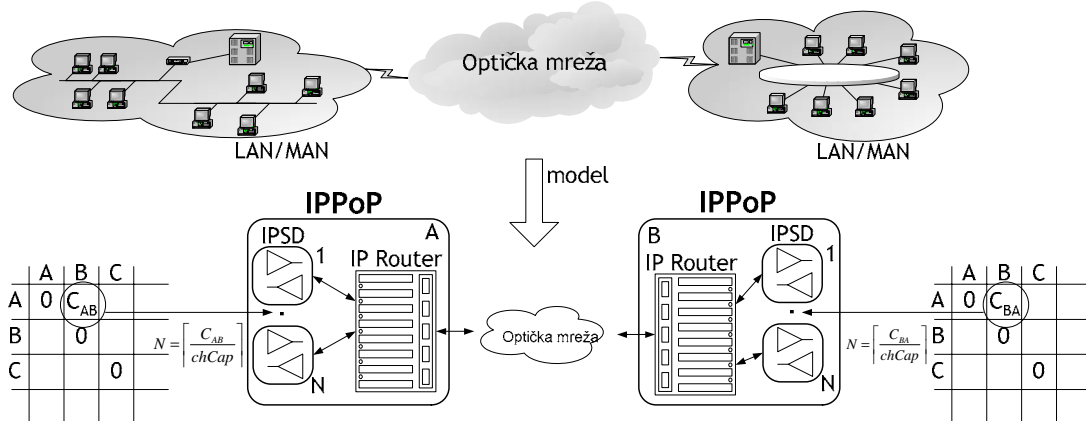 Optička mreža
LAN/MAN
LAN/MAN
model
IPPoP
IPPoP
IPSD
A
1
IP Router
N
B
IPSD
IP Router
1
N
Optička mreža
A B C
A 0 C_AB
B 0
C 0
N = ⌈C_AB / chCap⌉
N = ⌈C_BA / chCap⌉
A B C
A 0 C_BA
B 0
C 0